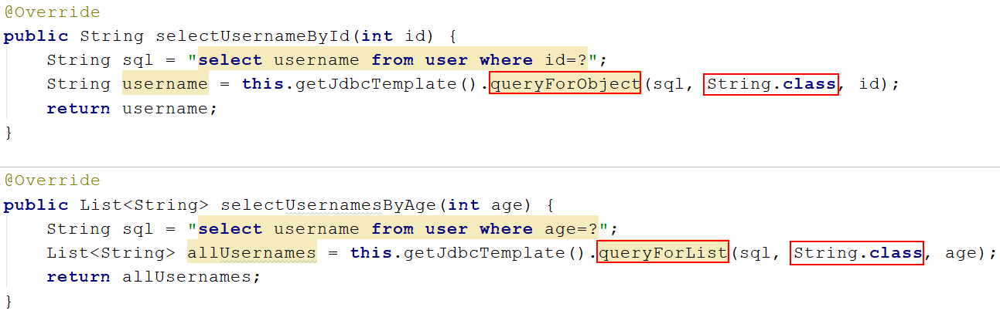 @Override
public String selectUsernameById(int id) {
    String sql = "select username from user where id=?";
    String username = this.getJdbcTemplate().queryForObject(sql, String.class, id);
    return username;
}
@Override
public List<String> selectUsernamesByAge(int age) {
    String sql = "select username from user where age=?";
    List<String> allUsernames = this.getJdbcTemplate().queryForList(sql, String.class, age);
    return allUsernames;
}